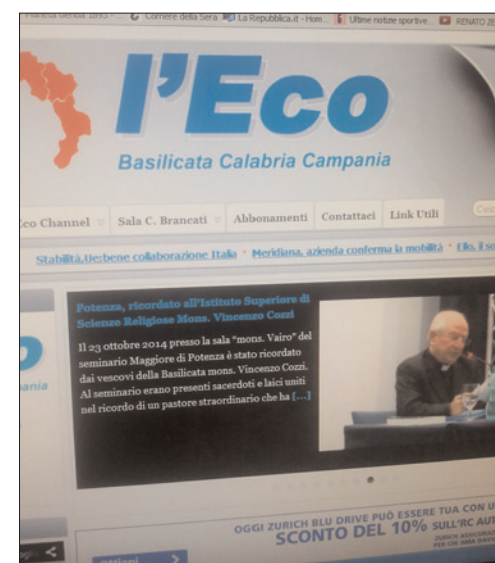 Corriere della Sera La Repubblica.it - Hom... Ultime notizie sportive... RENATO ZE
l'Eco
Basilicata Calabria Campania
Eco Channel Sala C. Brancati Abbonamenti Contattaci Link Utili
Stabilità,Ue:bene collaborazione Italia * Meridiana, azienda conferma la mobilità *
Potenza, ricordato all'Istituto Superiore di
Scienze Religiose Mons. Vincenzo Cozzi
Il 23 ottobre 2014 presso la sala "mons. Vairo" del
seminario Maggiore di Potenza è stato ricordato
dai vescovi della Basilicata mons. Vincenzo Cozzi.
Al seminario erano presenti sacerdoti e laici uniti
nel ricordo di un pastore straordinario che ha [...]
OGGI ZURICH BLU DRIVE PUÒ ESSERE TUA CON U
SCONTO DEL 10% SULL'RC AUT